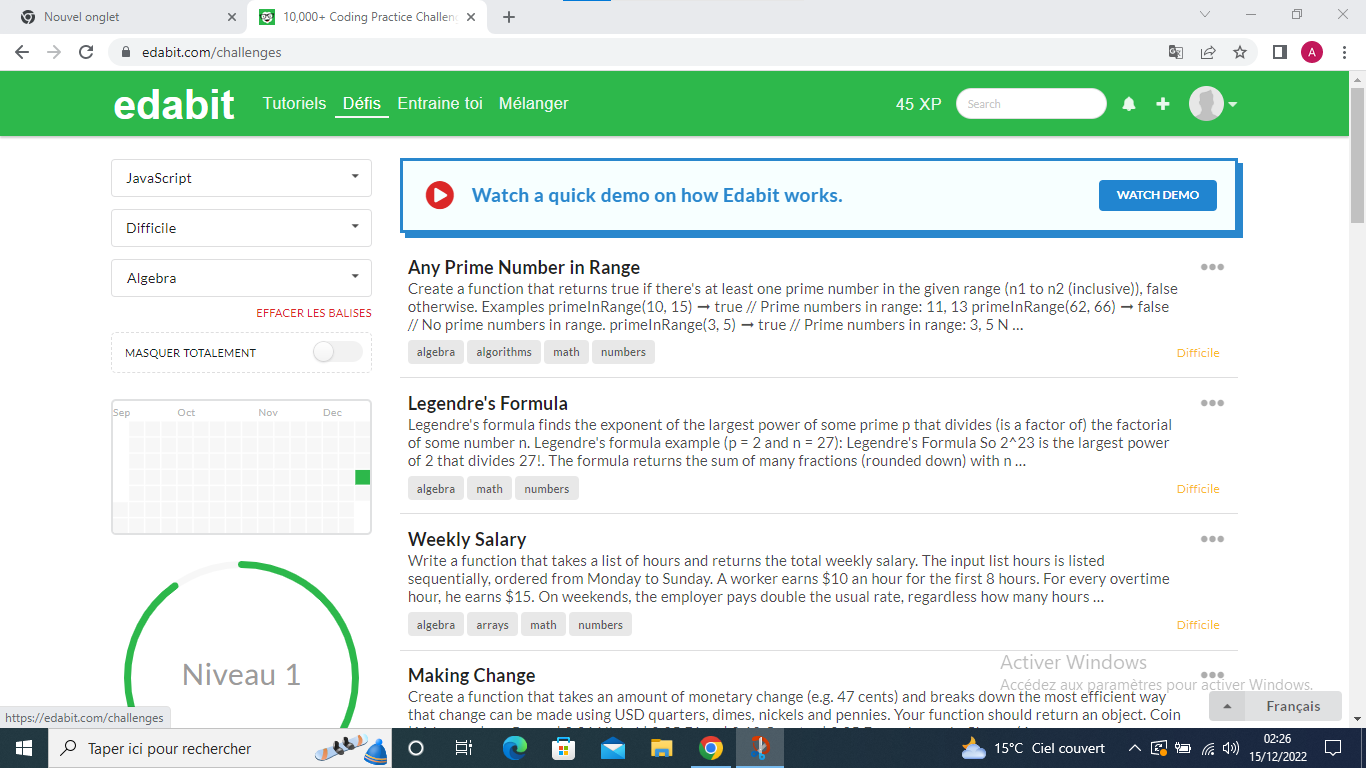 Nouvel onglet
10,000+ Coding Practice Challen
edabit.com/challenges
A
edabit
Tutoriels Défis Entraine toi Mélanger
45 XP
Search
JavaScript
Difficile
Algebra
EFFACER LES BALISES
MASQUER TOTALEMENT
Sep Oct Nov Dec
Niveau 1
Watch a quick demo on how Edabit works.
WATCH DEMO
Any Prime Number in Range
Create a function that returns true if there's at least one prime number in the given range (n1 to n2 (inclusive)), false
otherwise. Examples primeInRange(10, 15) ➞ true // Prime numbers in range: 11, 13 primeInRange(62, 66) ➞ false
// No prime numbers in range. primeInRange(3, 5) ➞ true // Prime numbers in range: 3, 5 N ...
algebra algorithms math numbers
Difficile
Legendre's Formula
Legendre's formula finds the exponent of the largest power of some prime p that divides (is a factor of) the factorial
of some number n. Legendre's formula example (p = 2 and n = 27): Legendre's Formula So 2^23 is the largest power
of 2 that divides 27!. The formula returns the sum of many fractions (rounded down) with n ...
algebra math numbers
Difficile
Weekly Salary
Write a function that takes a list of hours and returns the total weekly salary. The input list hours is listed
sequentially, ordered from Monday to Sunday. A worker earns $10 an hour for the first 8 hours. For every overtime
hour, he earns $15. On weekends, the employer pays double the usual rate, regardless how many hours ...
algebra arrays math numbers
Difficile
Making Change
Create a function that takes an amount of monetary change (e.g. 47 cents) and breaks down the most efficient way
that change can be made using USD quarters, dimes, nickels and pennies. Your function should return an object. Coin
Activer Windows
Accédez aux paramètres pour activer Windows.
Français
https://edabit.com/challenges
Taper ici pour rechercher
15°C Ciel couvert
02:26
15/12/2022